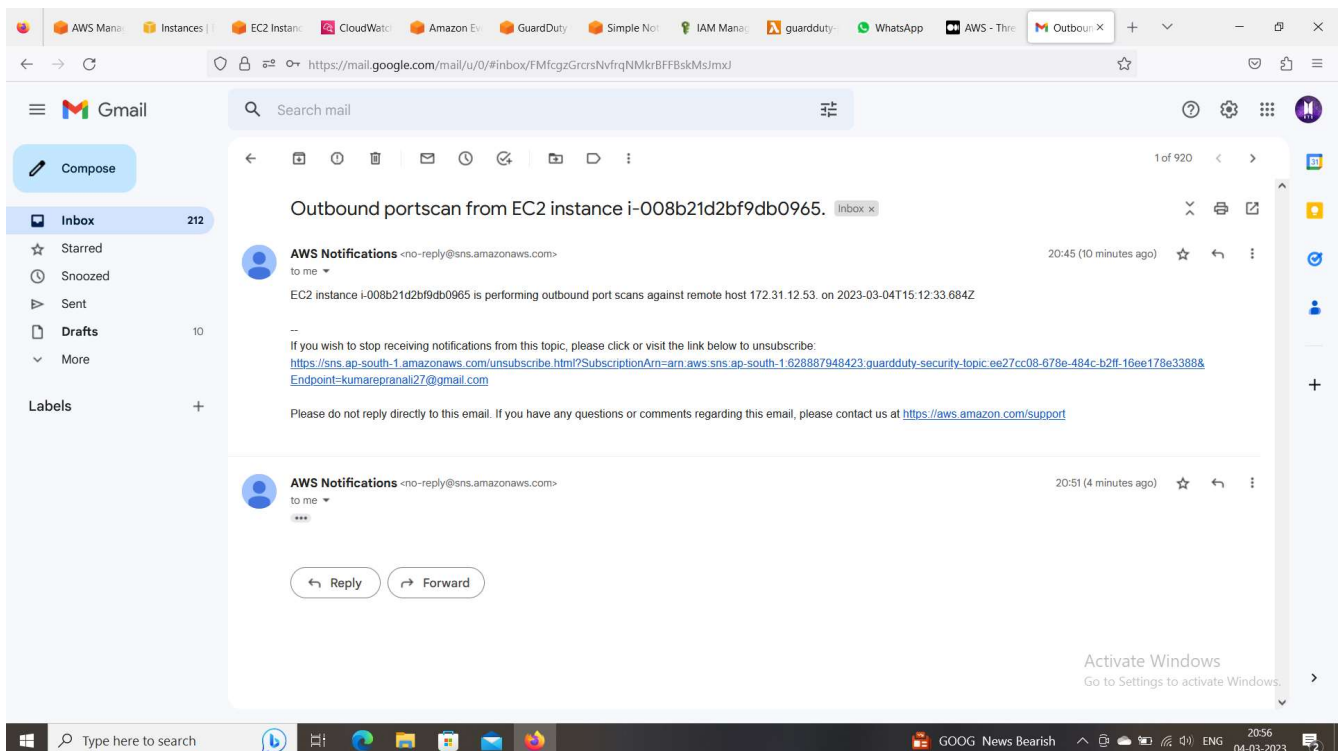 AWS Mana
Instances |
EC2 Instanc
CloudWatc
Amazon Ev
GuardDuty
Simple Not
IAM Manag
guardduty-
WhatsApp
AWS - Thre
Outboun
https://mail.google.com/mail/u/0/#inbox/FMfcgzGrcrsNvfrqNMkrBFFBskMsJmxJ
Gmail
Search mail
Compose
1 of 920
Inbox 212
Starred
Snoozed
Sent
Drafts 10
More
Labels
Outbound portscan from EC2 instance i-008b21d2bf9db0965. Inbox x
AWS Notifications <no-reply@sns.amazonaws.com> 20:45 (10 minutes ago)
to me
EC2 instance i-008b21d2bf9db0965 is performing outbound port scans against remote host 172.31.12.53. on 2023-03-04T15:12:33.684Z
--
If you wish to stop receiving notifications from this topic, please click or visit the link below to unsubscribe:
https://sns.ap-south-1.amazonaws.com/unsubscribe.html?SubscriptionArn=arn:aws:sns:ap-south-1:628887948423:guardduty-security-topic:ee27cc08-678e-484c-b2ff-16ee178e3388&
Endpoint=kumarepranali27@gmail.com
Please do not reply directly to this email. If you have any questions or comments regarding this email, please contact us at https://aws.amazon.com/support
AWS Notifications <no-reply@sns.amazonaws.com> 20:51 (4 minutes ago)
to me
Reply
Forward
Activate Windows
Go to Settings to activate Windows.
Type here to search
GOOG News Bearish
ENG
20:56
04-03-2023